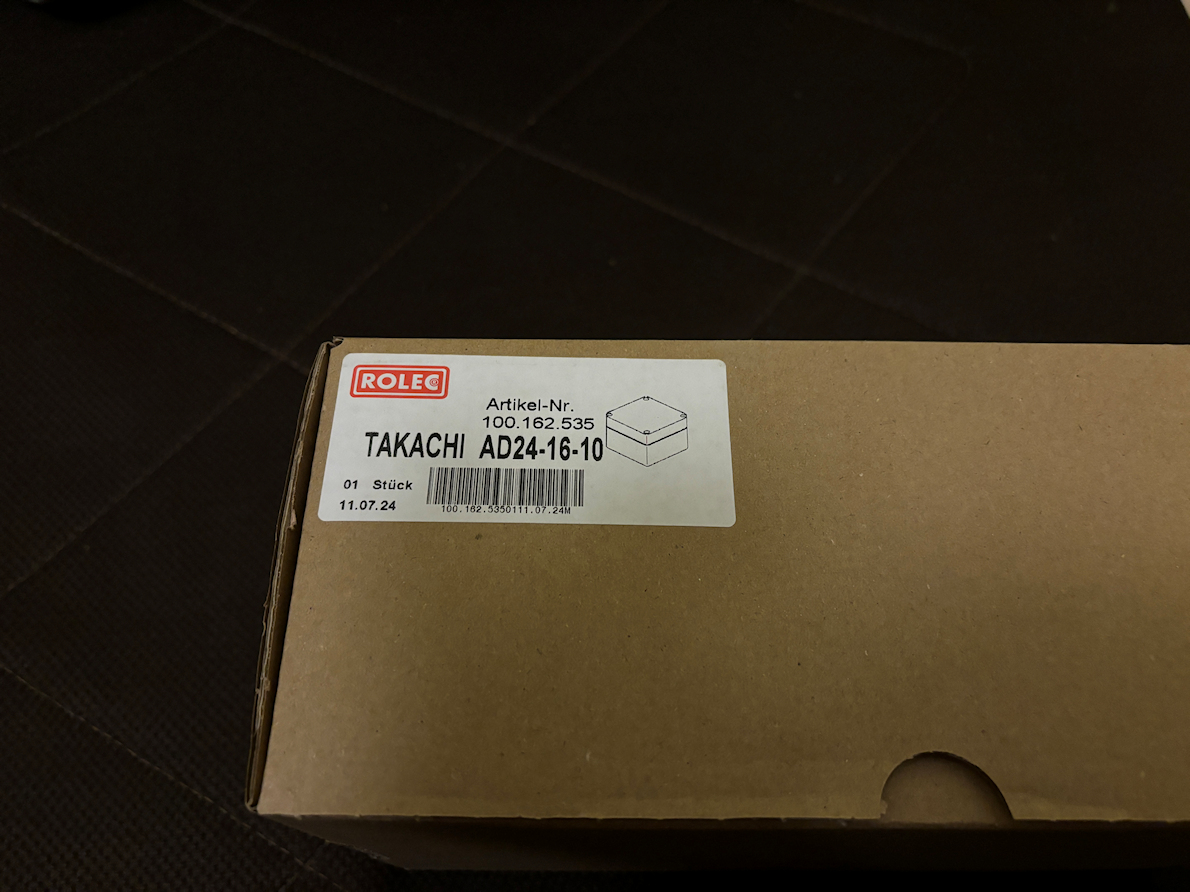 ROLEC
Artikel-Nr.
100.162.535
TAKACHI AD24-16-10
01 Stück
11.07.24
100.162.5350111.07.24M